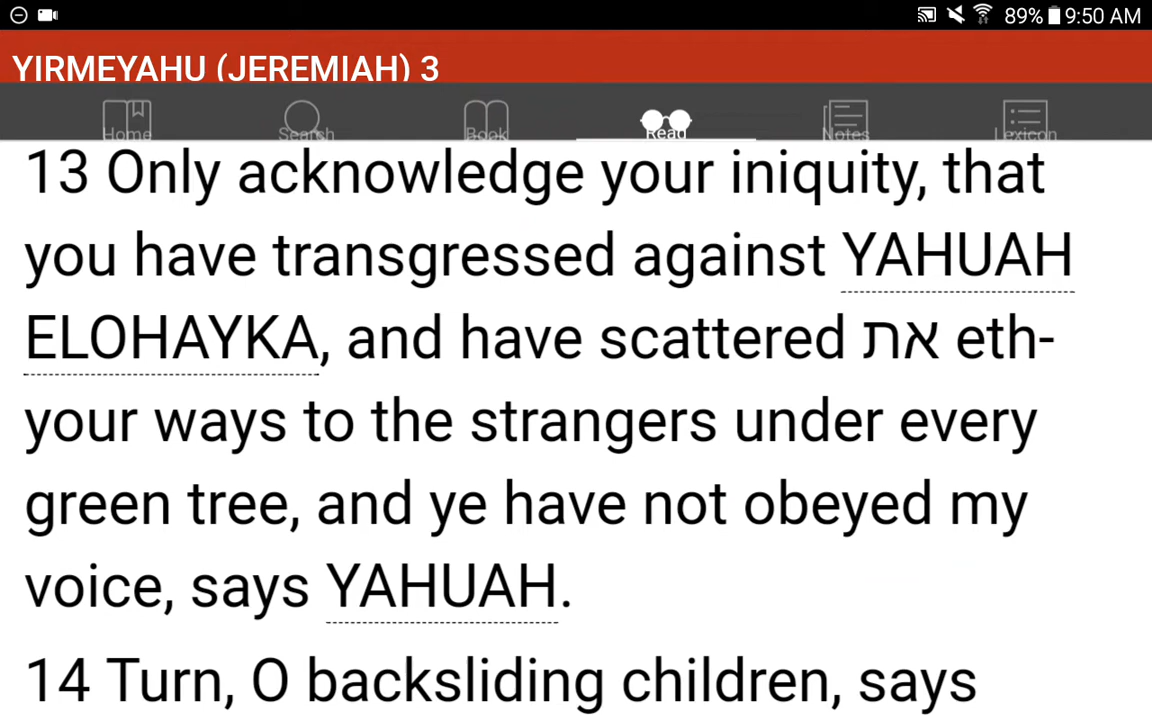 89% 9:50 AM
YIRMEYAHU (JEREMIAH) 3
Home Search Book Read Notes Lexicon
13 Only acknowledge your iniquity, that
you have transgressed against YAHUAH
ELOHAYKA, and have scattered את eth-
your ways to the strangers under every
green tree, and ye have not obeyed my
voice, says YAHUAH.
14 Turn, O backsliding children, says